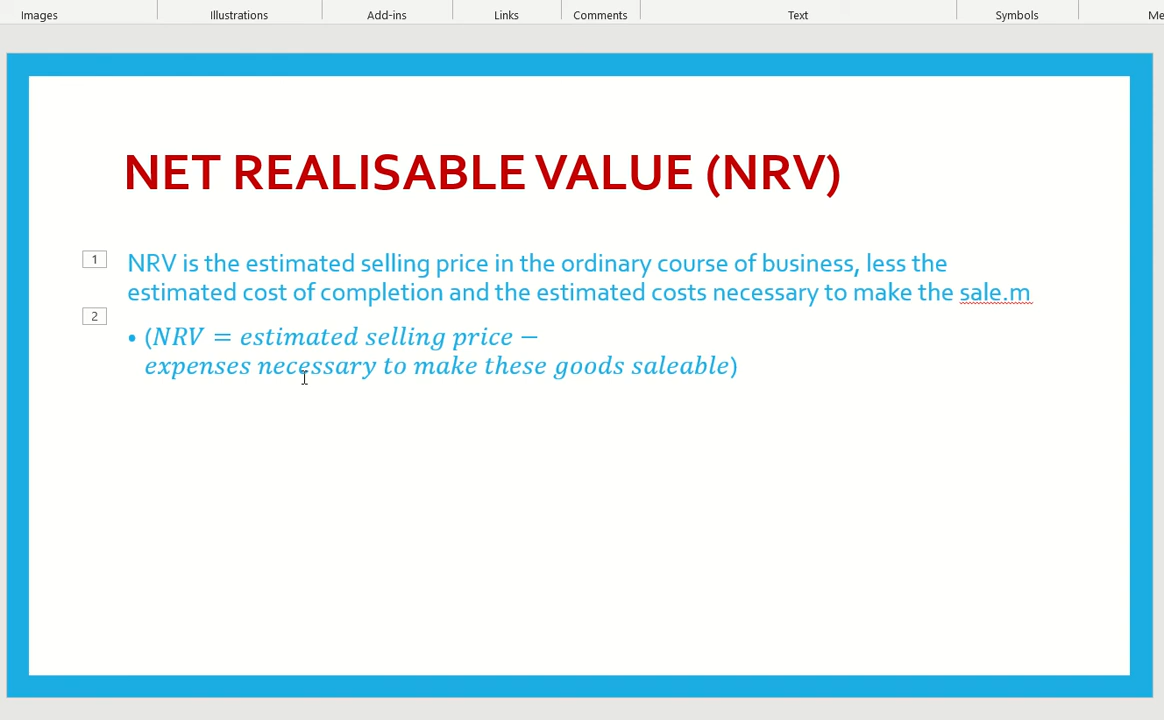 Images Illustrations Add-ins Links Comments Text Symbols Me
NET REALISABLE VALUE (NRV)
1 NRV is the estimated selling price in the ordinary course of business, less the
estimated cost of completion and the estimated costs necessary to make the sale.m
2 • (NRV = estimated selling price −
expenses necessary to make these goods saleable)